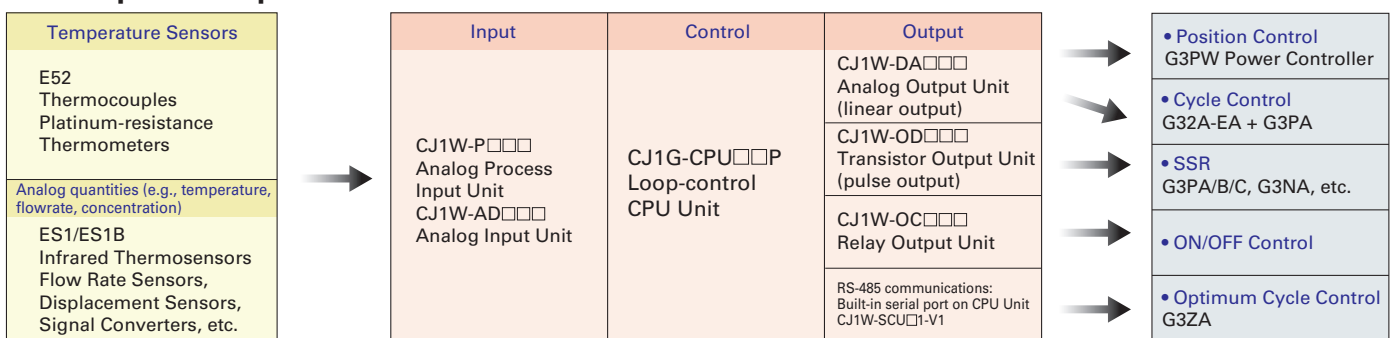 Temperature Sensors
E52
Thermocouples
Platinum-resistance
Thermometers
Analog quantities (e.g., temperature,
flowrate, concentration)
ES1/ES1B
Infrared Thermosensors
Flow Rate Sensors,
Displacement Sensors,
Signal Converters, etc.
Input
CJ1W-P□□□
Analog Process
Input Unit
CJ1W-AD□□□
Analog Input Unit
Control
CJ1G-CPU□□P
Loop-control
CPU Unit
Output
CJ1W-DA□□□
Analog Output Unit
(linear output)
CJ1W-OD□□□
Transistor Output Unit
(pulse output)
CJ1W-OC□□□
Relay Output Unit
RS-485 communications:
Built-in serial port on CPU Unit
CJ1W-SCU□1-V1
• Position Control
G3PW Power Controller
• Cycle Control
G32A-EA + G3PA
• SSR
G3PA/B/C, G3NA, etc.
• ON/OFF Control
• Optimum Cycle Control
G3ZA